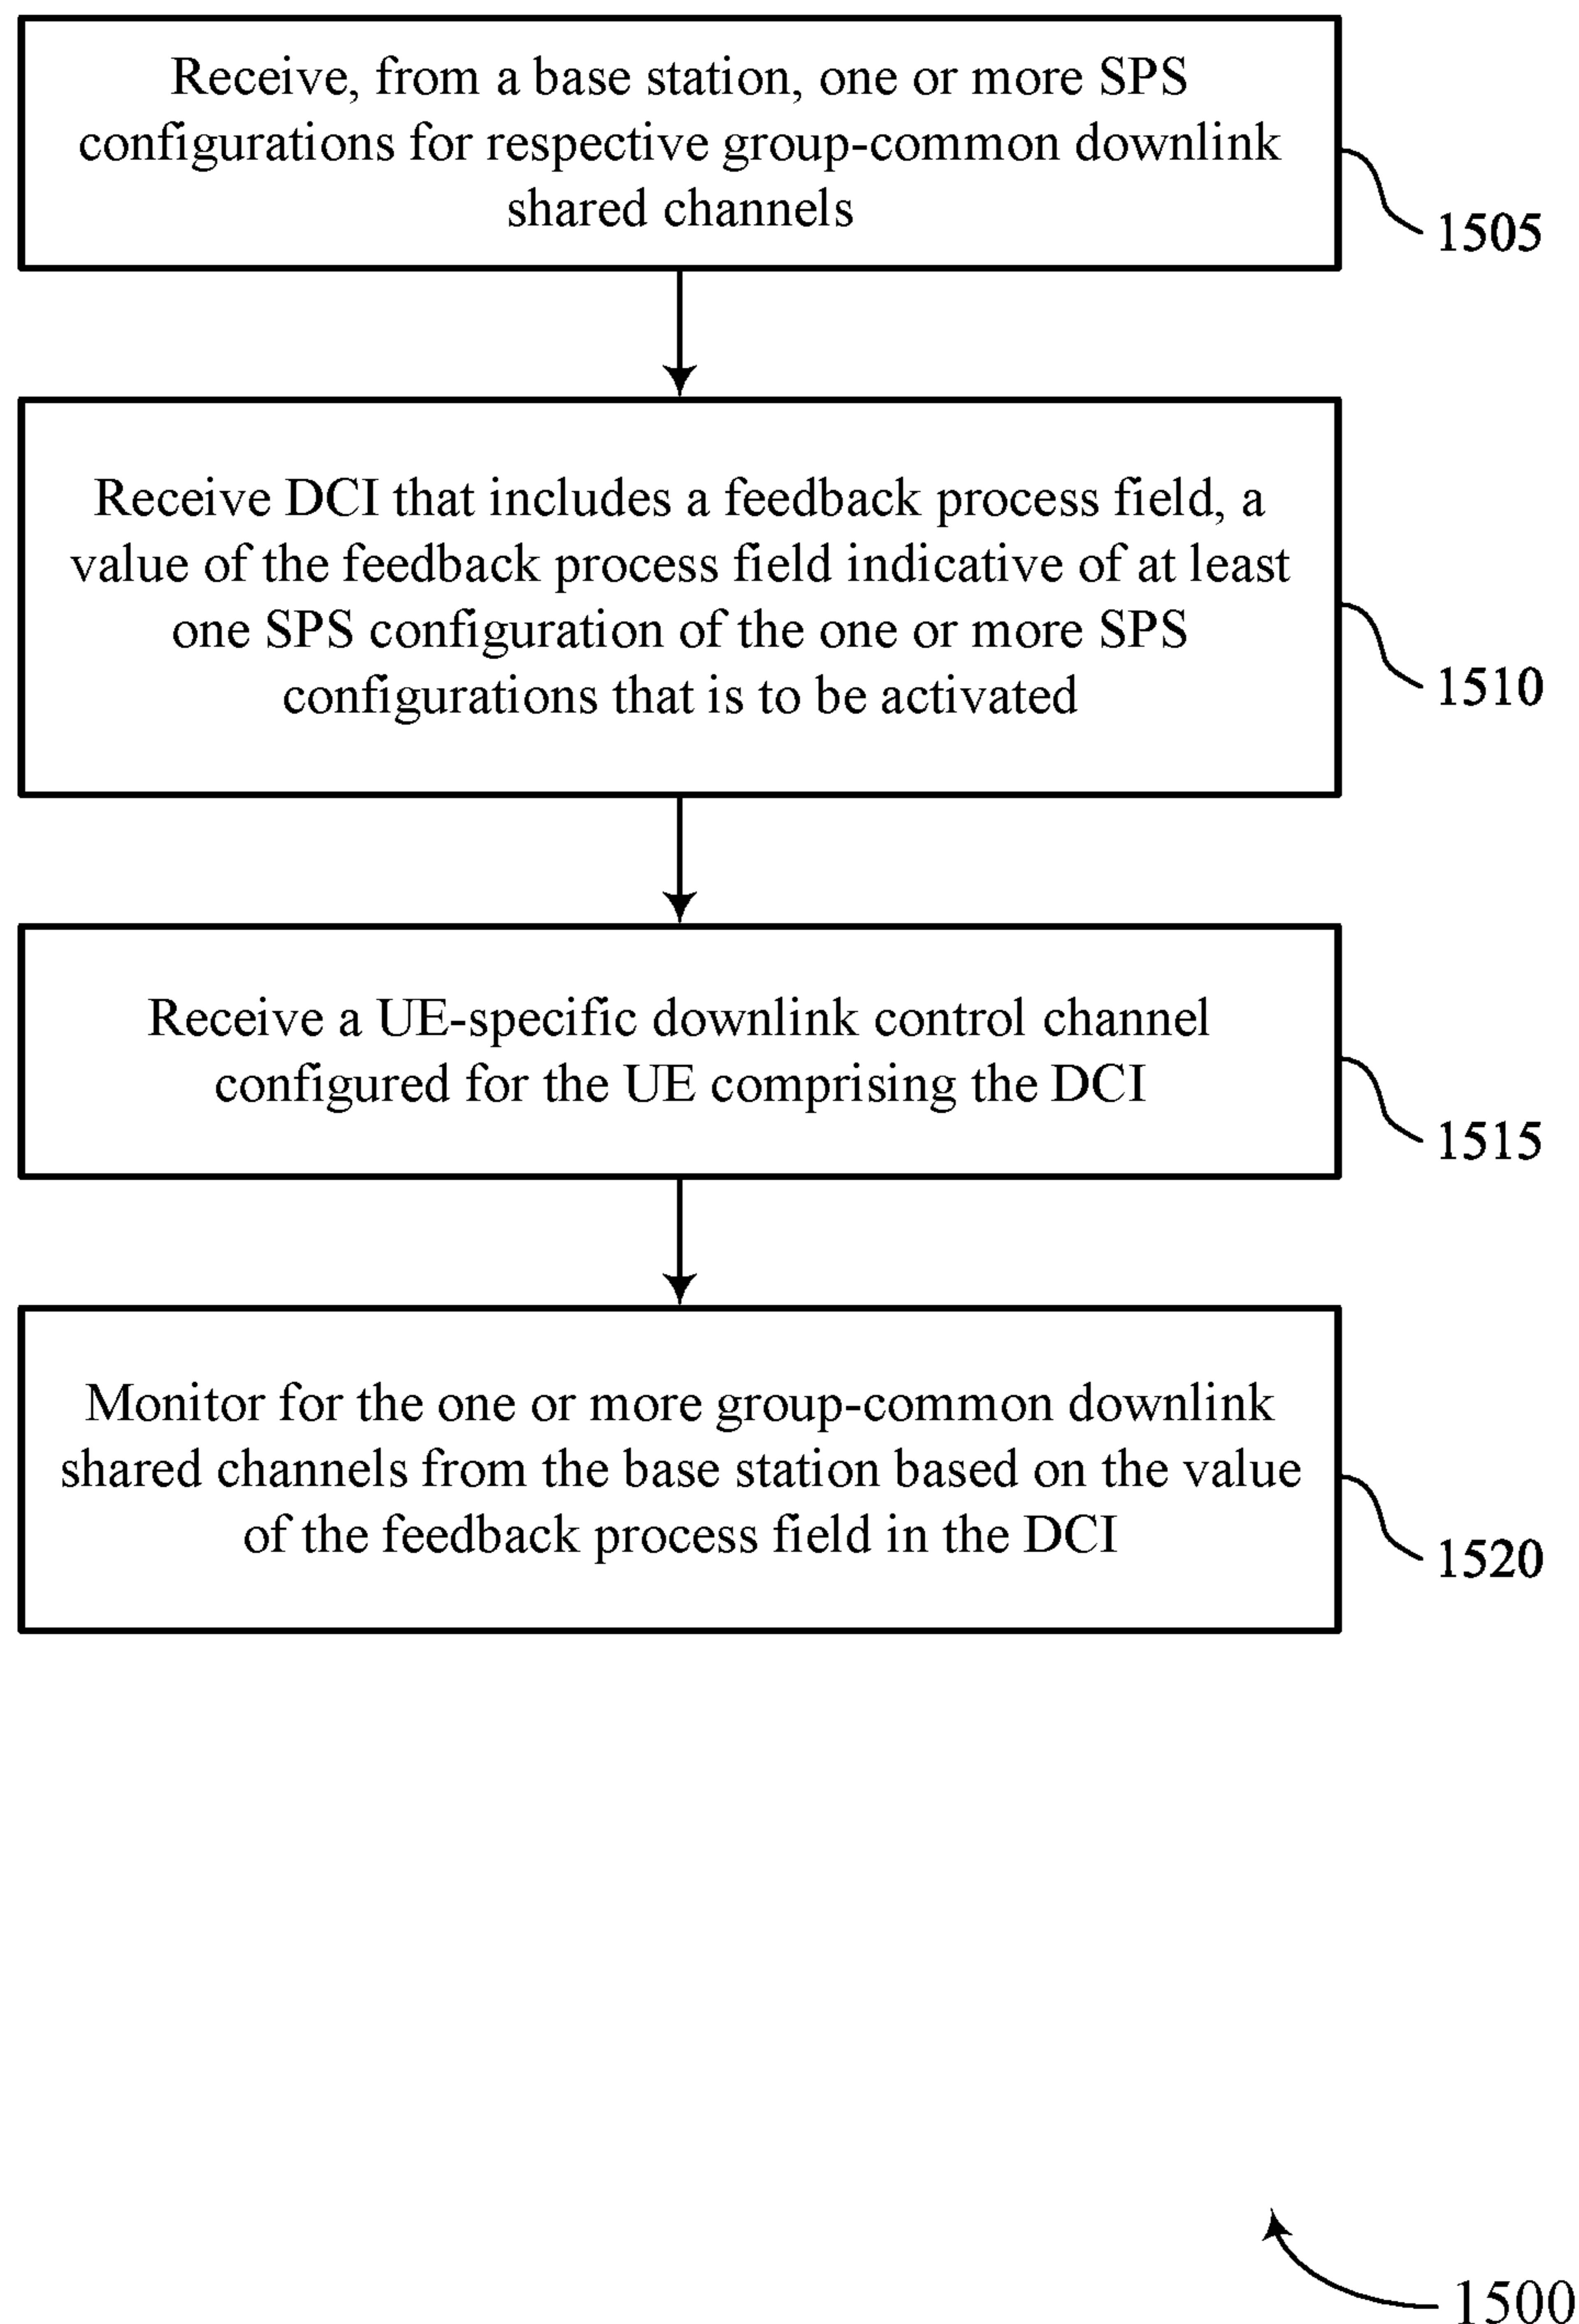 Receive, from a base station, one or more SPS
configurations for respective group-common downlink
shared channels
1505
Receive DCI that includes a feedback process field, a
value of the feedback process field indicative of at least
one SPS configuration of the one or more SPS
configurations that is to be activated
1510
Receive a UE-specific downlink control channel
configured for the UE comprising the DCI
1515
Monitor for the one or more group-common downlink
shared channels from the base station based on the value
of the feedback process field in the DCI
1520
1500